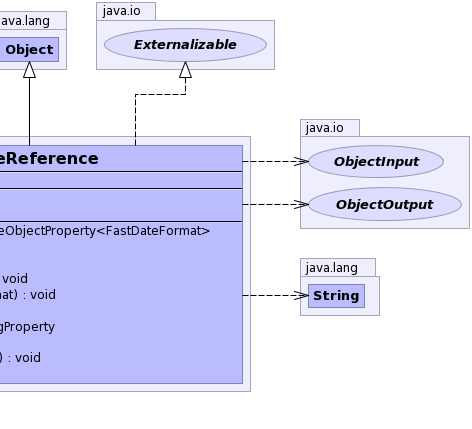 java.io
java.lang
Externalizable
Object
java.io
eReference
ObjectInput
ObjectOutput
eObjectProperty<FastDateFormat>
java.lang
void
at) : void
String
gProperty
) : void